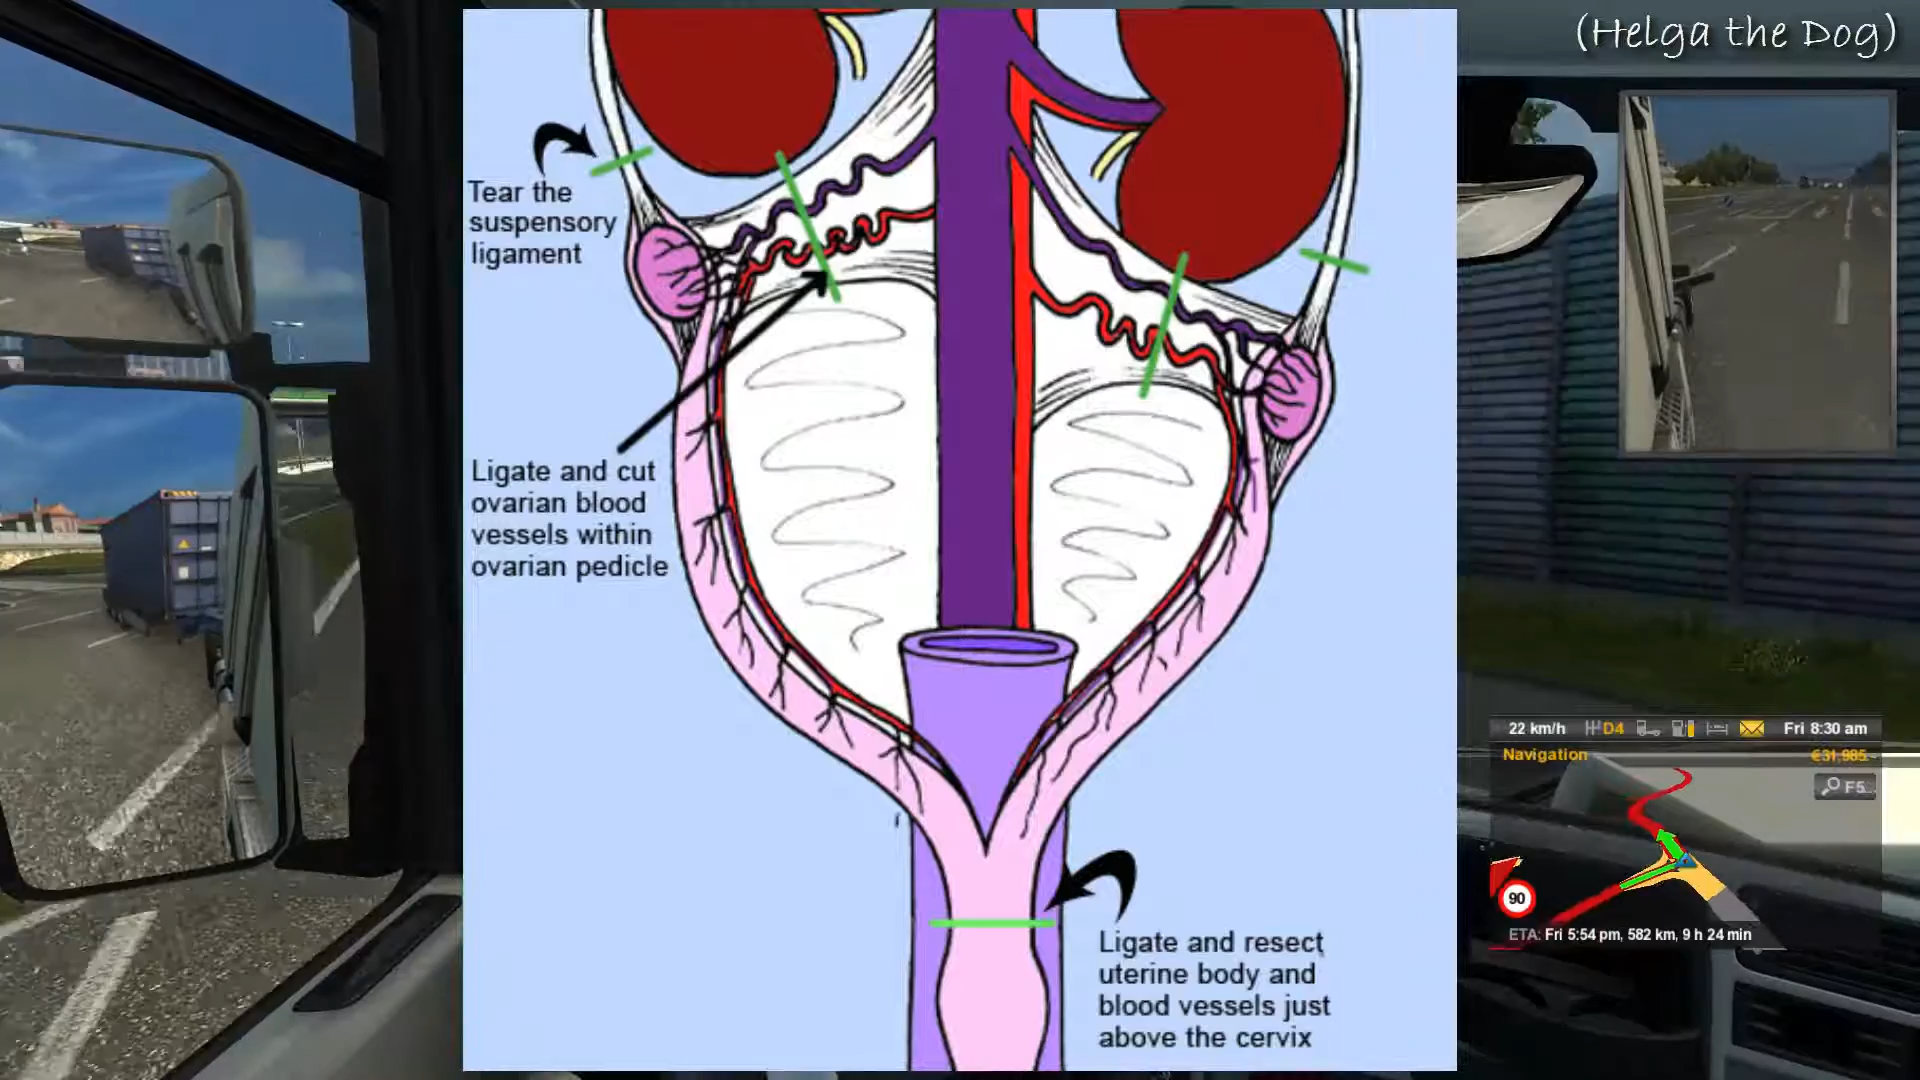 (Helga the Dog)
Tear the
suspensory
ligament
Ligate and cut
ovarian blood
vessels within
ovarian pedicle
Ligate and resect
uterine body and
blood vessels just
above the cervix
22 km/h D4 Fri 8:30 am
Navigation €31,985.-
F5
90
ETA: Fri 5:54 pm, 582 km, 9 h 24 min